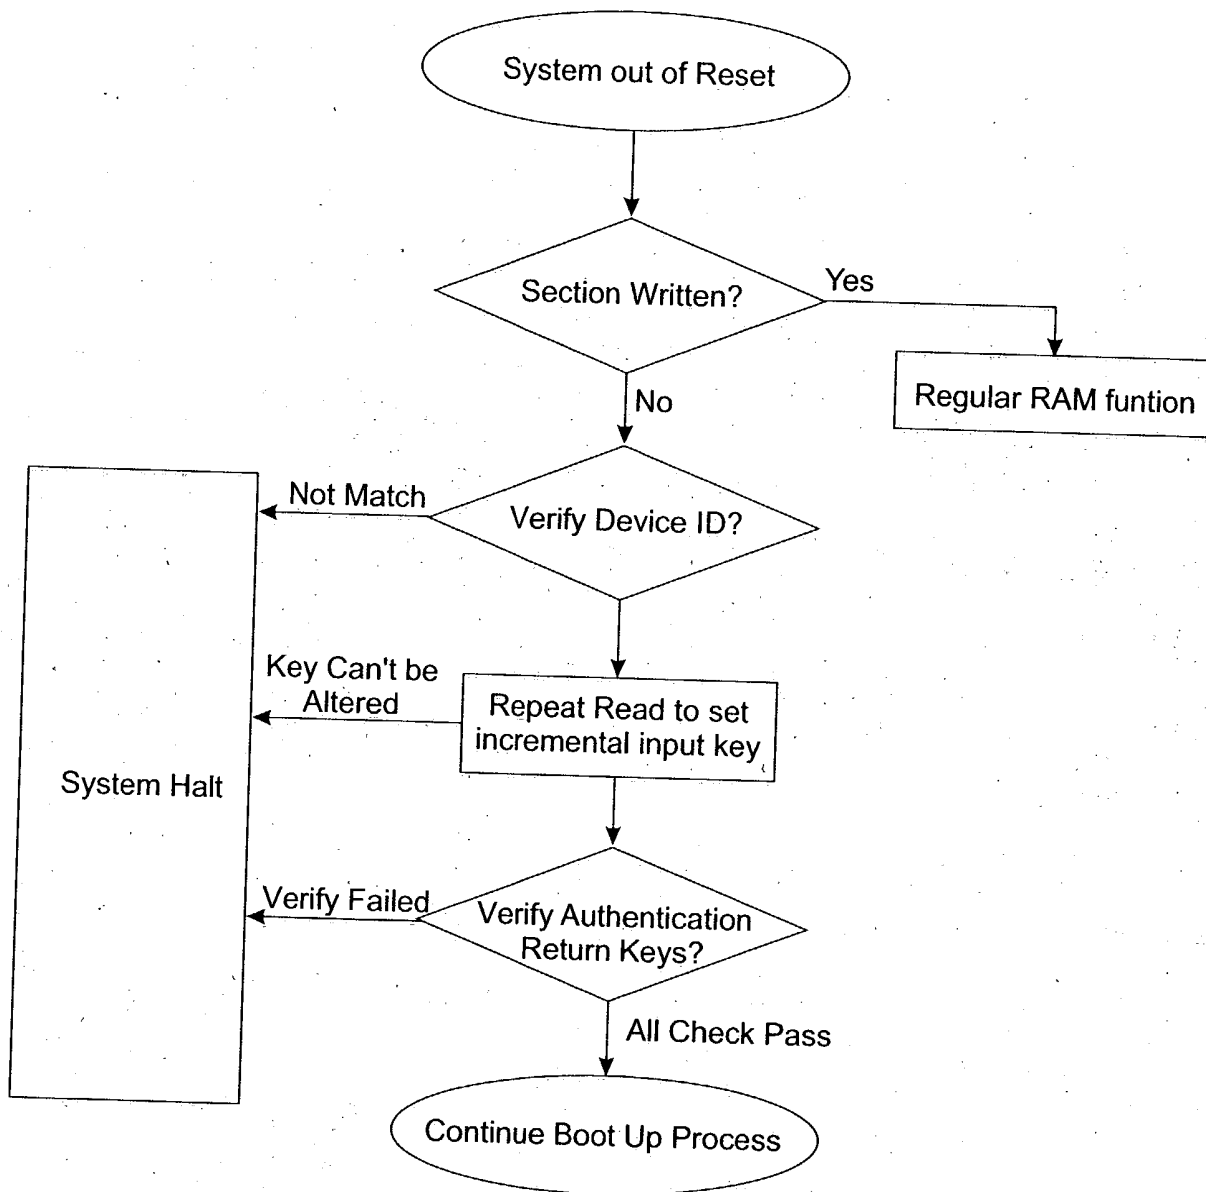 System out of Reset
Section Written?
Yes
Regular RAM funtion
No
Not Match
Verify Device ID?
Key Can't be
Altered
Repeat Read to set
incremental input key
System Halt
Verify Failed
Verify Authentication
Return Keys?
All Check Pass
Continue Boot Up Process